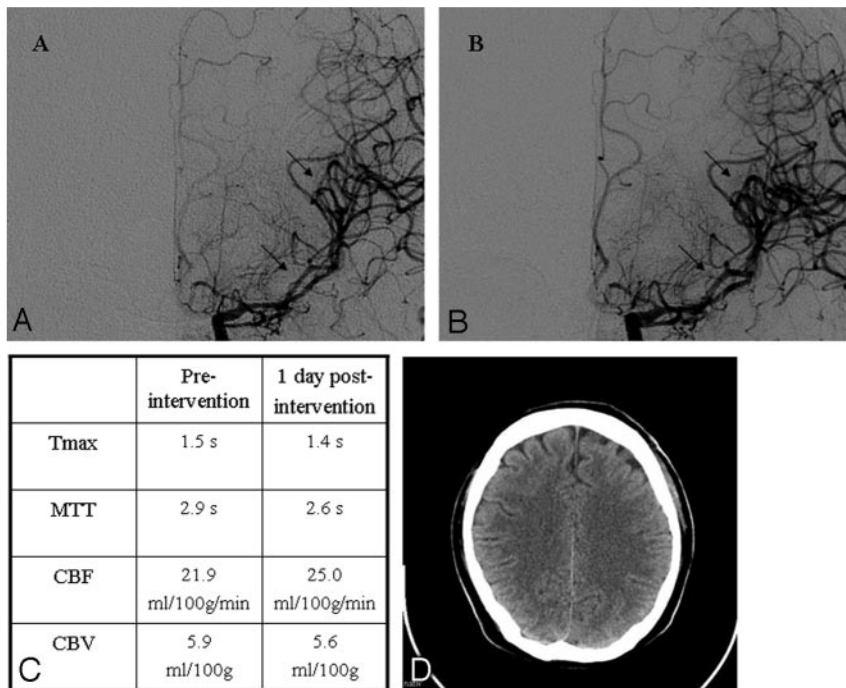 A
B
A
B
Pre-
intervention
1 day post-
intervention
Tmax
1.5 s
1.4 s
MTT
2.9 s
2.6 s
CBF
21.9
ml/100g/min
25.0
ml/100g/min
CBV
5.9
ml/100g
5.6
ml/100g
C
D